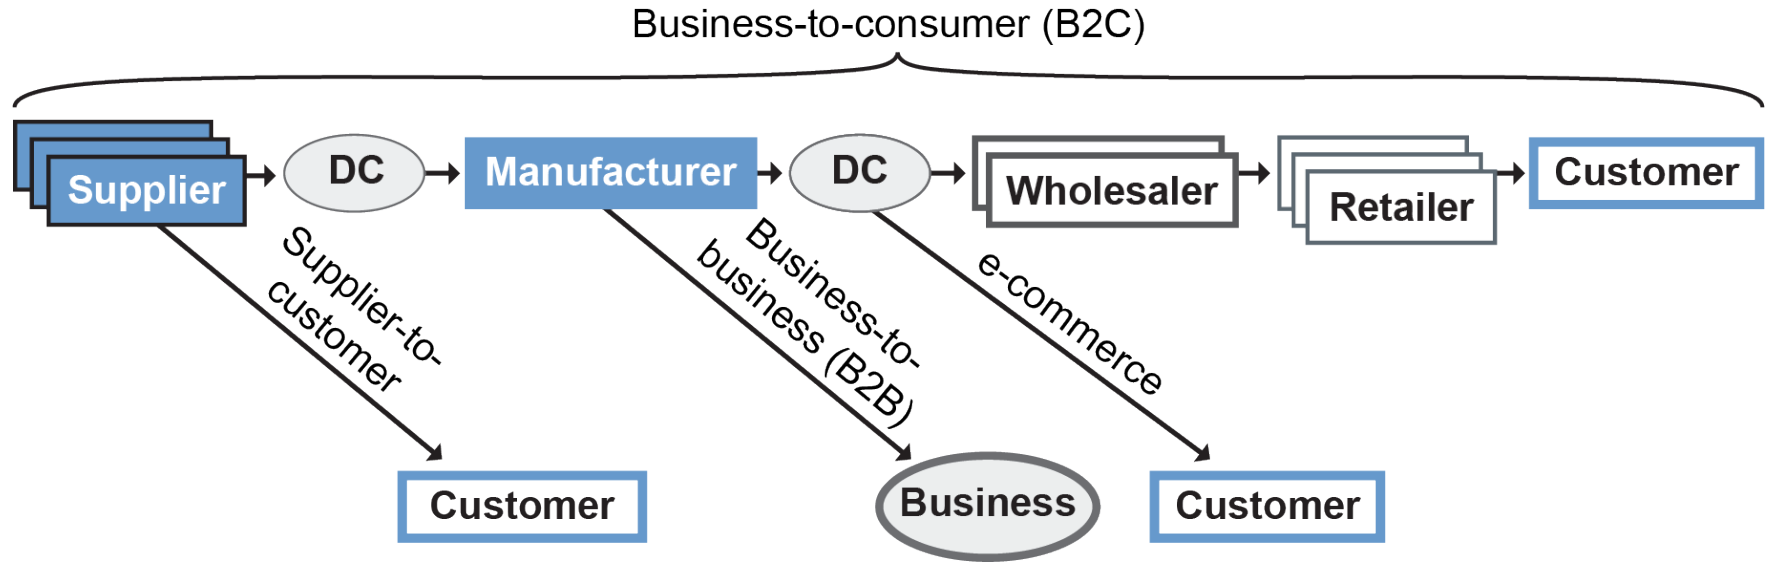 Business-to-consumer (B2C)
Supplier
DC
Manufacturer
DC
Wholesaler
Retailer
Customer
Supplier-to-
customer
Business-to-
business (B2B)
e-commerce
Customer
Business
Customer